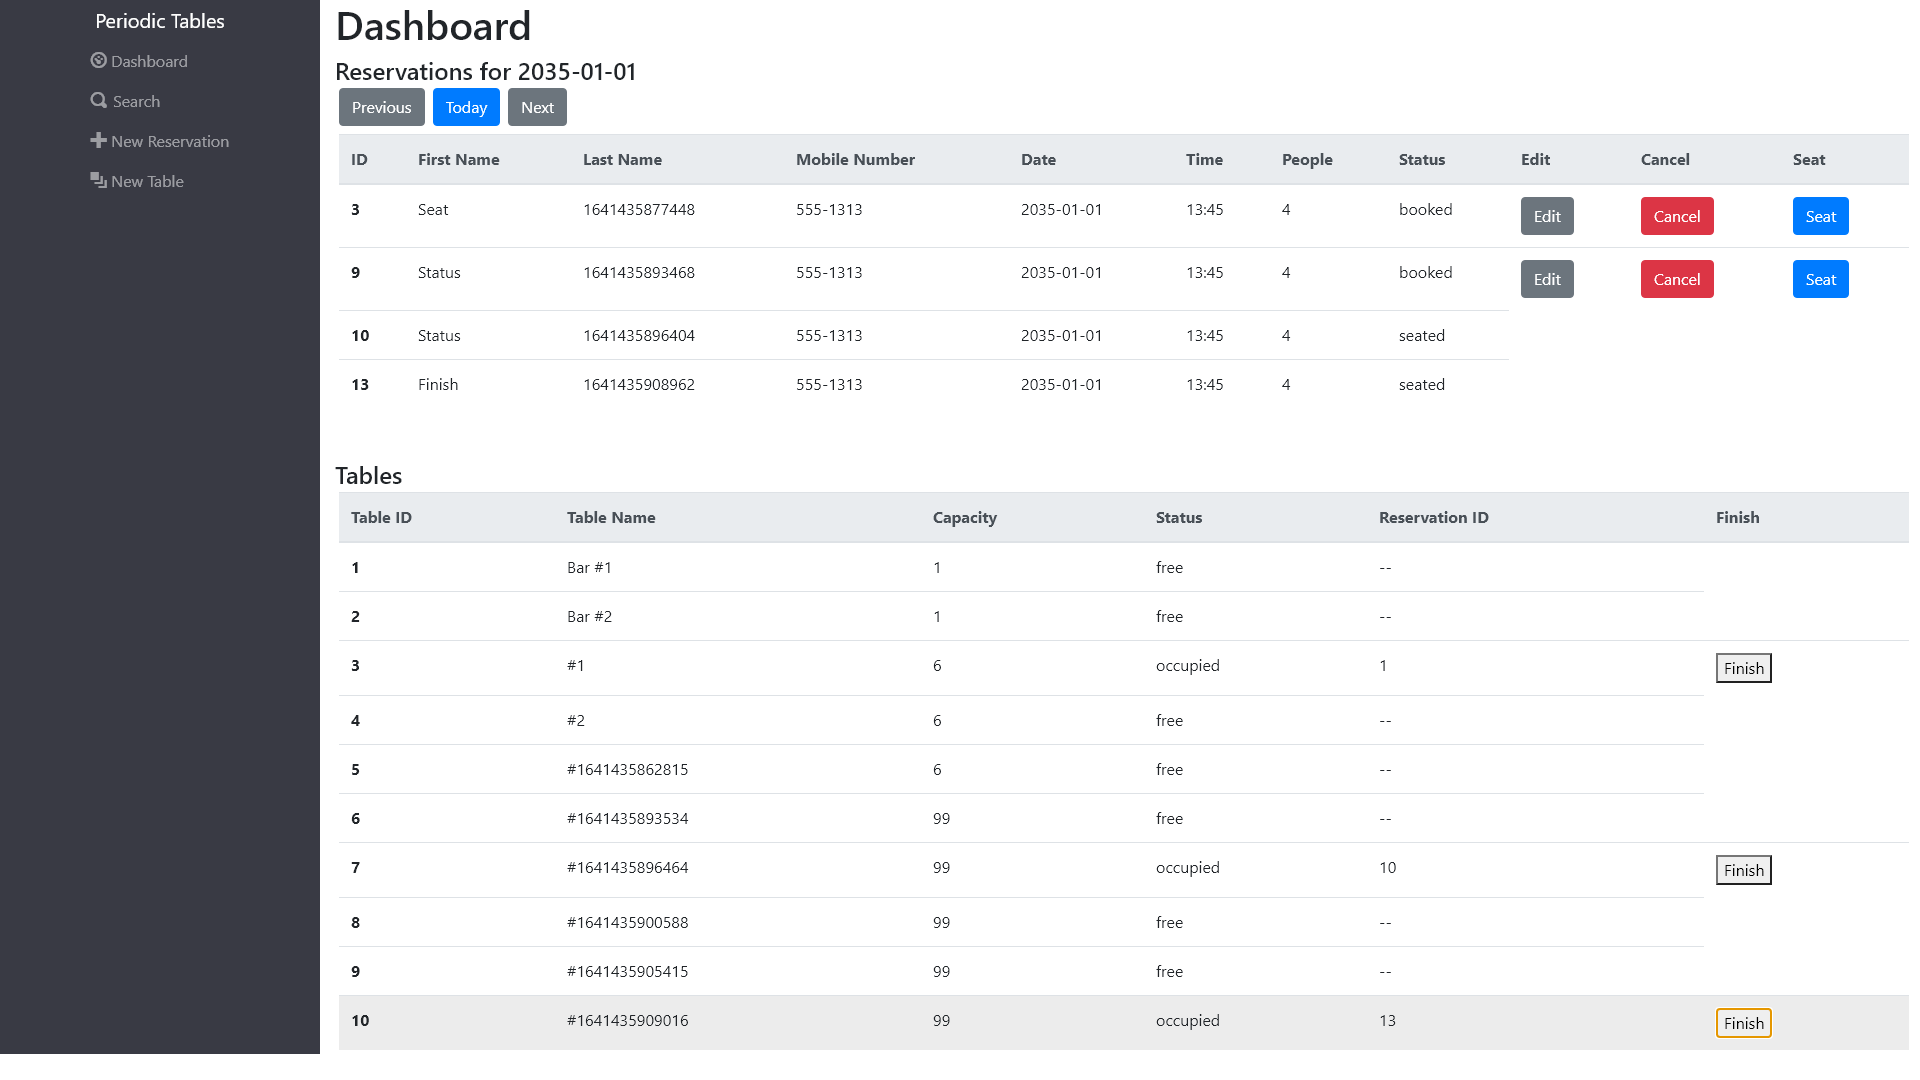 Periodic Tables
Dashboard
Search
New Reservation
New Table
Dashboard
Reservations for 2035-01-01
Previous Today Next
ID First Name Last Name Mobile Number Date Time People Status Edit Cancel Seat
3 Seat 1641435877448 555-1313 2035-01-01 13:45 4 booked Edit Cancel Seat
9 Status 1641435893468 555-1313 2035-01-01 13:45 4 booked Edit Cancel Seat
10 Status 1641435896404 555-1313 2035-01-01 13:45 4 seated
13 Finish 1641435908962 555-1313 2035-01-01 13:45 4 seated
Tables
Table ID Table Name Capacity Status Reservation ID Finish
1 Bar #1 1 free --
2 Bar #2 1 free --
3 #1 6 occupied 1 Finish
4 #2 6 free --
5 #1641435862815 6 free --
6 #1641435893534 99 free --
7 #1641435896464 99 occupied 10 Finish
8 #1641435900588 99 free --
9 #1641435905415 99 free --
10 #1641435909016 99 occupied 13 Finish